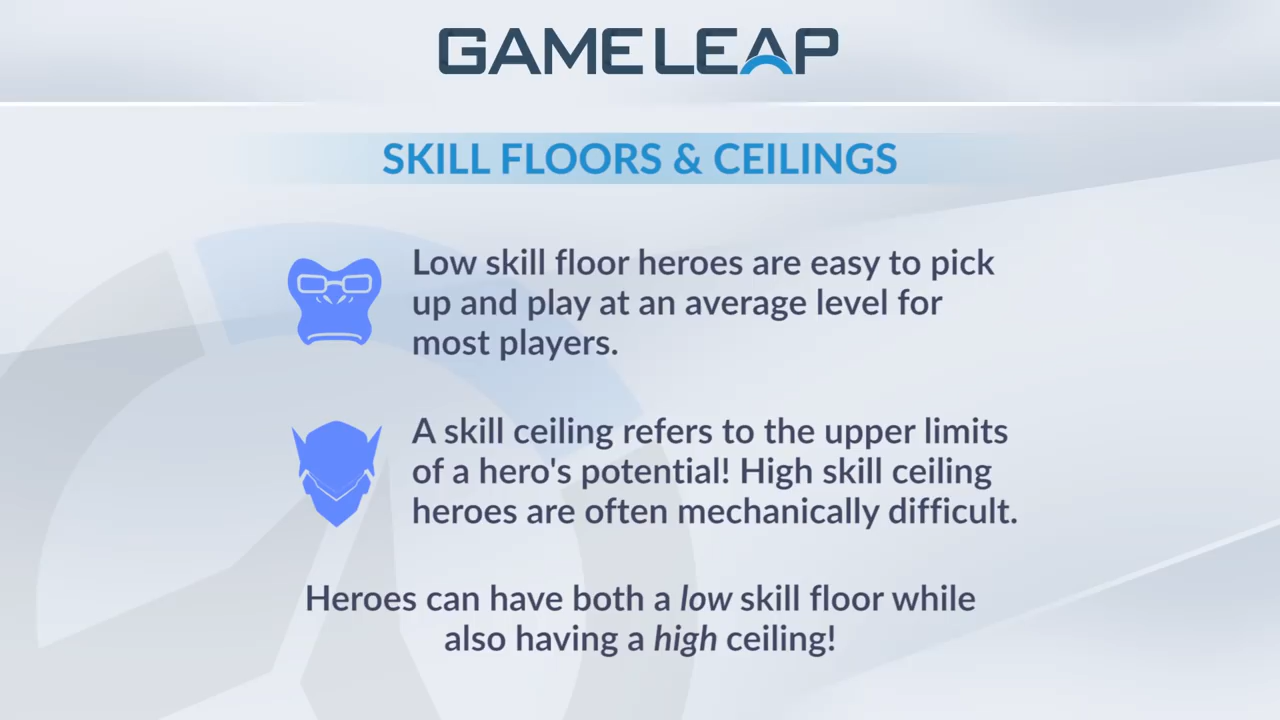 GAMELEAP
SKILL FLOORS & CEILINGS
Low skill floor heroes are easy to pick
up and play at an average level for
most players.
A skill ceiling refers to the upper limits
of a hero's potential! High skill ceiling
heroes are often mechanically difficult.
Heroes can have both a low skill floor while
also having a high ceiling!